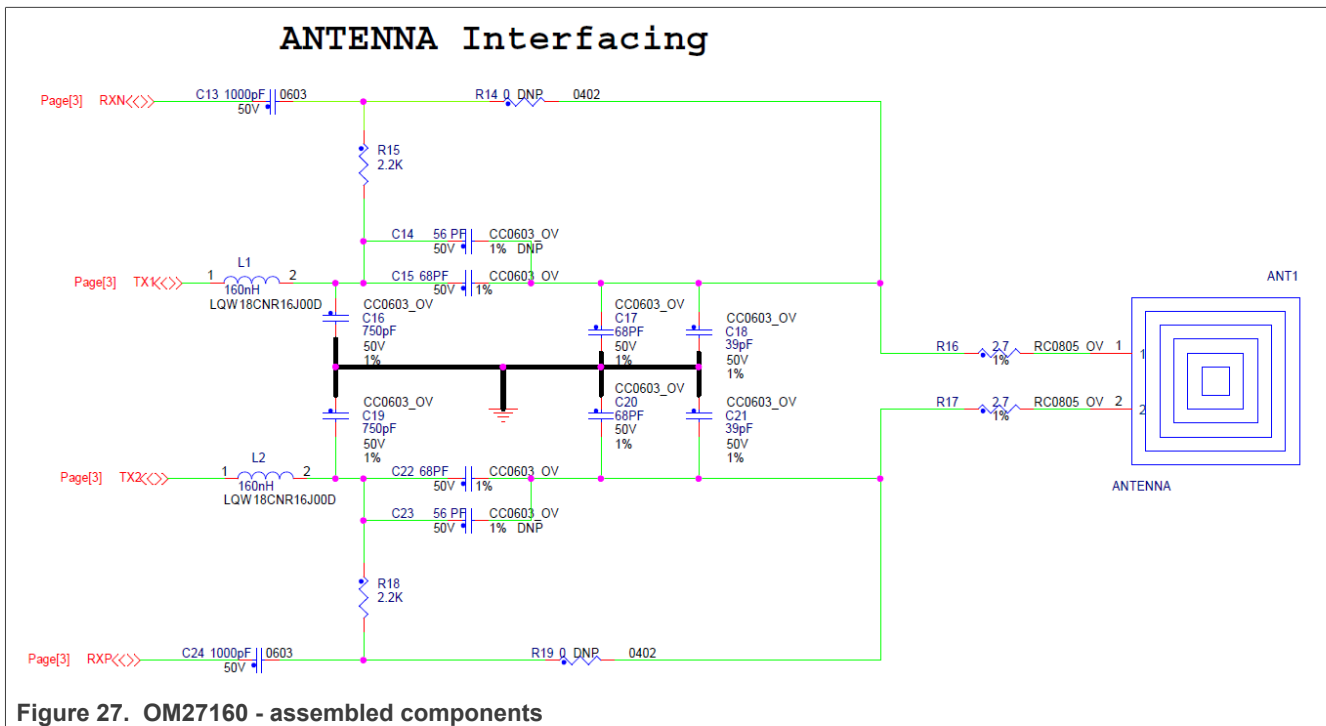 ANTENNA Interfacing
Page[3] RXN C13 1000pF 0603 R14 0 DNP 0402
50V
R15
2.2K
C14 56 PF CC0603_OV
50V 1% DNP
Page[3] TX1 1 L1 2 C15 68PF CC0603_OV
160nH 50V 1%
LQW18CNR16J00D
ANT1
CC0603_OV
C16
750pF
50V
1%
CC0603_OV
C17
68PF
50V
1%
CC0603_OV
C18
39pF
50V
1%
R16 2.7 RC0805_OV 1 1
1%
R17 2.7 RC0805_OV 2 2
1%
CC0603_OV
C19
750pF
50V
1%
CC0603_OV
C20
68PF
50V
1%
CC0603_OV
C21
39pF
50V
1%
ANTENNA
Page[3] TX2 1 L2 2 C22 68PF CC0603_OV
160nH 50V 1%
LQW18CNR16J00D
C23 56 PF CC0603_OV
50V 1% DNP
R18
2.2K
Page[3] RXP C24 1000pF 0603 R19 0 DNP 0402
50V
Figure 27. OM27160 - assembled components